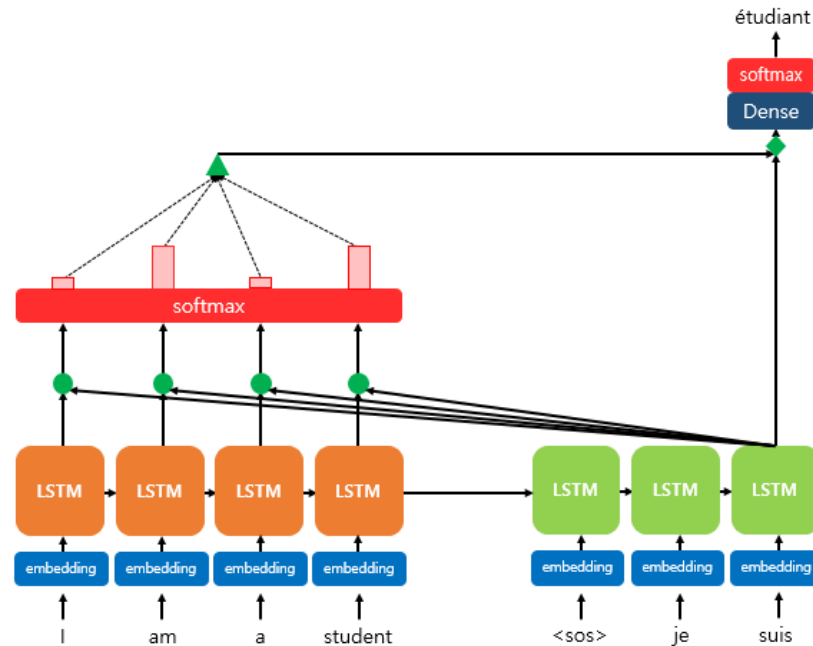 étudiant
softmax
Dense
softmax
LSTM LSTM LSTM LSTM LSTM LSTM LSTM
embedding embedding embedding embedding embedding embedding embedding
I am a student <sos> je suis